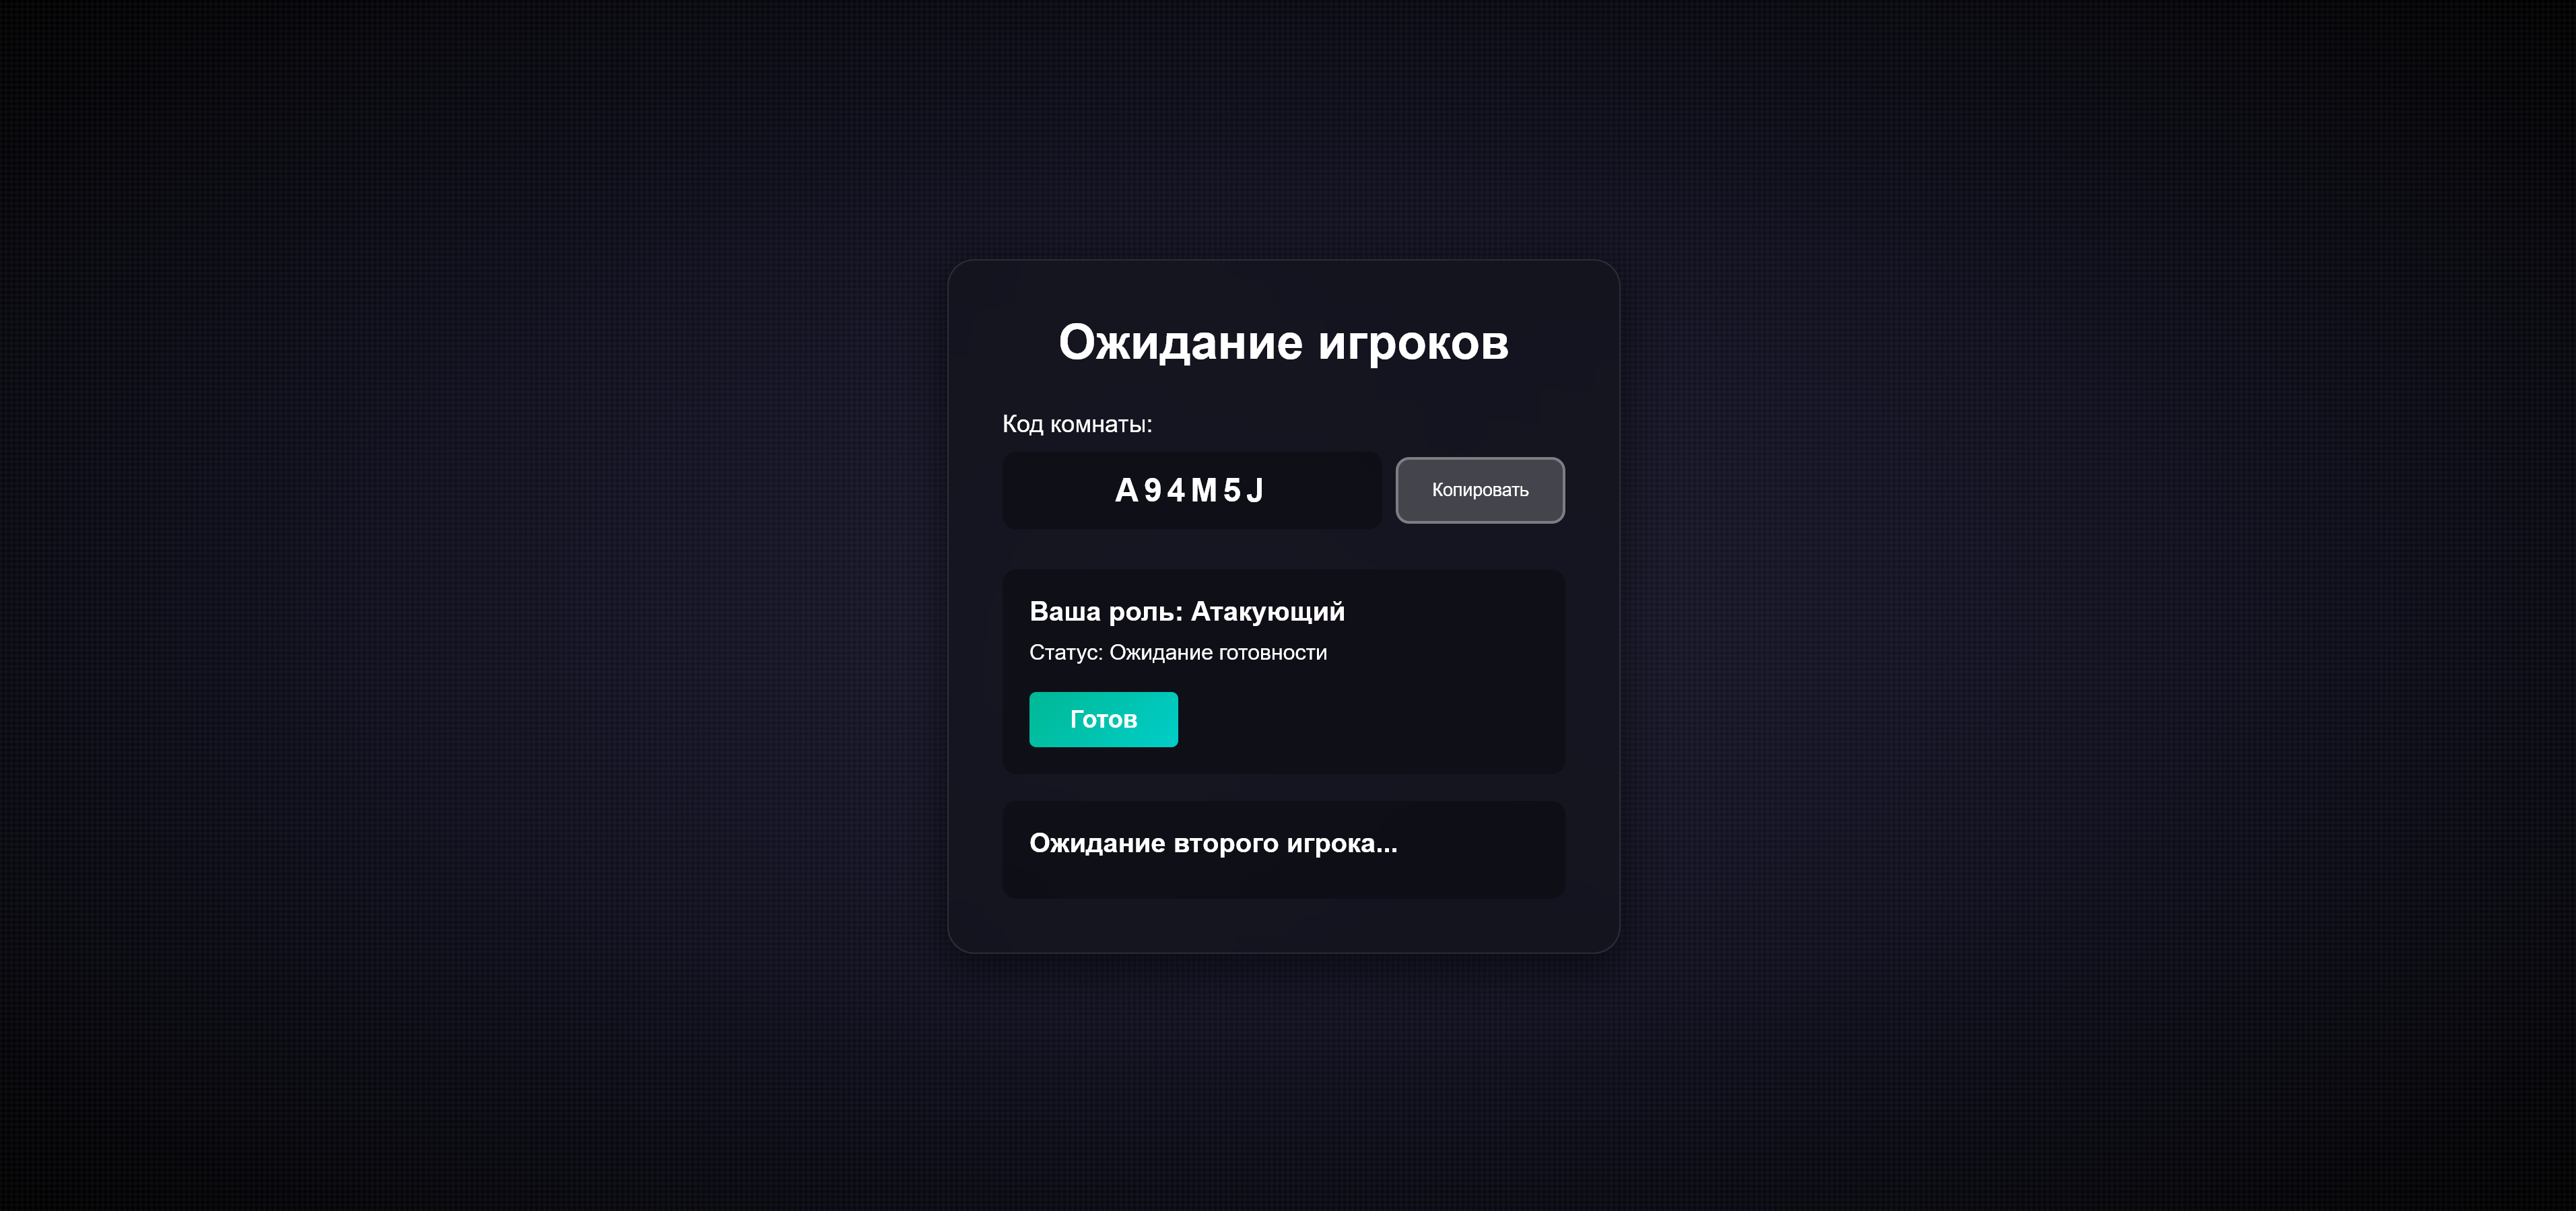 Ожидание игроков
Код комнаты:
A94M5J
Копировать
Ваша роль: Атакующий
Статус: Ожидание готовности
Готов
Ожидание второго игрока...